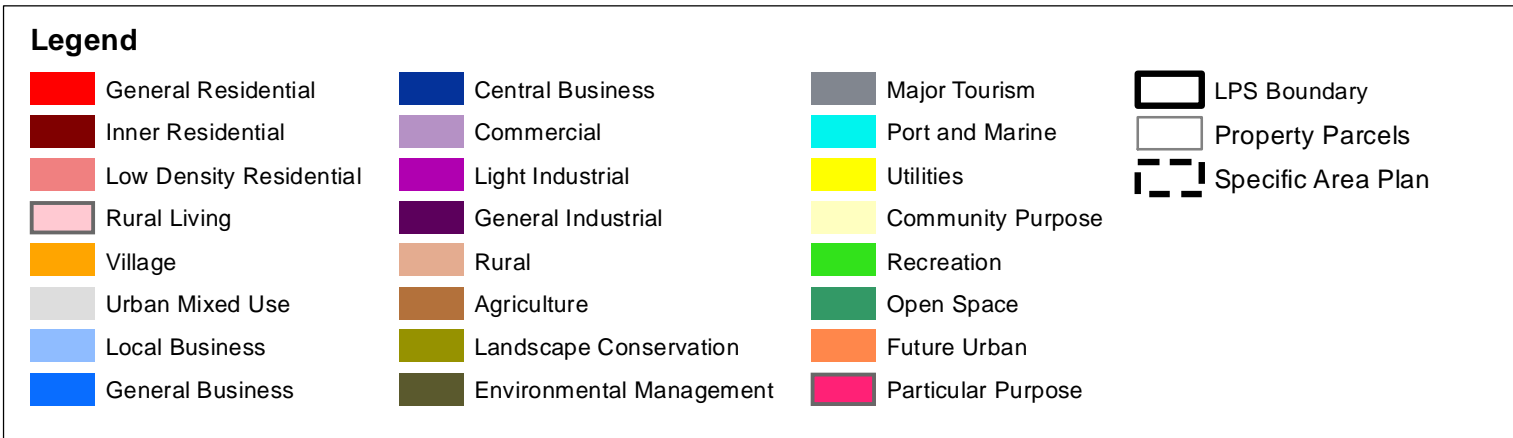 Legend
General Residential
Inner Residential
Low Density Residential
Rural Living
Village
Urban Mixed Use
Local Business
General Business
Central Business
Commercial
Light Industrial
General Industrial
Rural
Agriculture
Landscape Conservation
Environmental Management
Major Tourism
Port and Marine
Utilities
Community Purpose
Recreation
Open Space
Future Urban
Particular Purpose
LPS Boundary
Property Parcels
Specific Area Plan